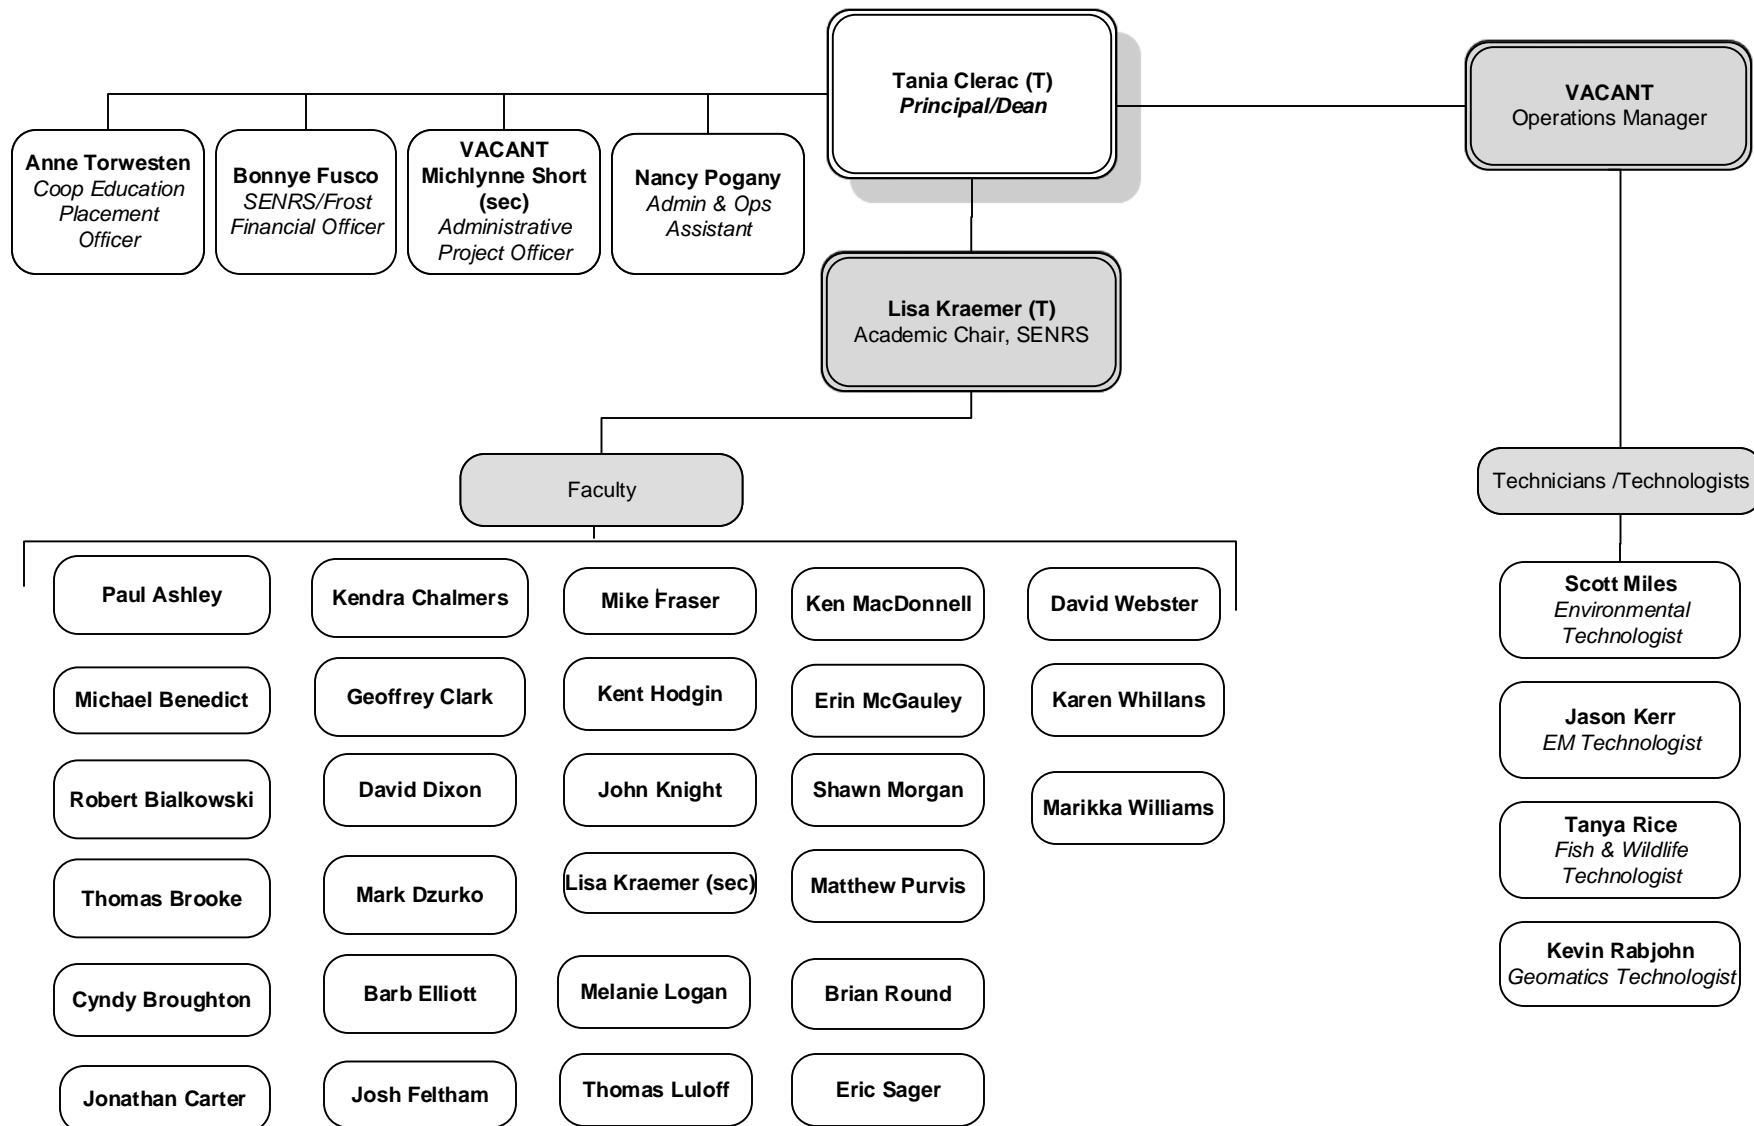 Tania Clerac (T)
Principal/Dean
VACANT
Operations Manager
Anne Torwesten
Coop Education
Placement
Officer
Bonnye Fusco
SENRS/Frost
Financial Officer
VACANT
Michlynne Short
(sec)
Administrative
Project Officer
Nancy Pogany
Admin & Ops
Assistant
Lisa Kraemer (T)
Academic Chair, SENRS
Faculty
Technicians /Technologists
Paul Ashley
Michael Benedict
Robert Bialkowski
Thomas Brooke
Cyndy Broughton
Jonathan Carter
Kendra Chalmers
Geoffrey Clark
David Dixon
Mark Dzurko
Barb Elliott
Josh Feltham
Mike Fraser
Kent Hodgin
John Knight
Lisa Kraemer (sec)
Melanie Logan
Thomas Luloff
Ken MacDonnell
Erin McGauley
Shawn Morgan
Matthew Purvis
Brian Round
Eric Sager
David Webster
Karen Whillans
Marikka Williams
Scott Miles
Environmental
Technologist
Jason Kerr
EM Technologist
Tanya Rice
Fish & Wildlife
Technologist
Kevin Rabjohn
Geomatics Technologist